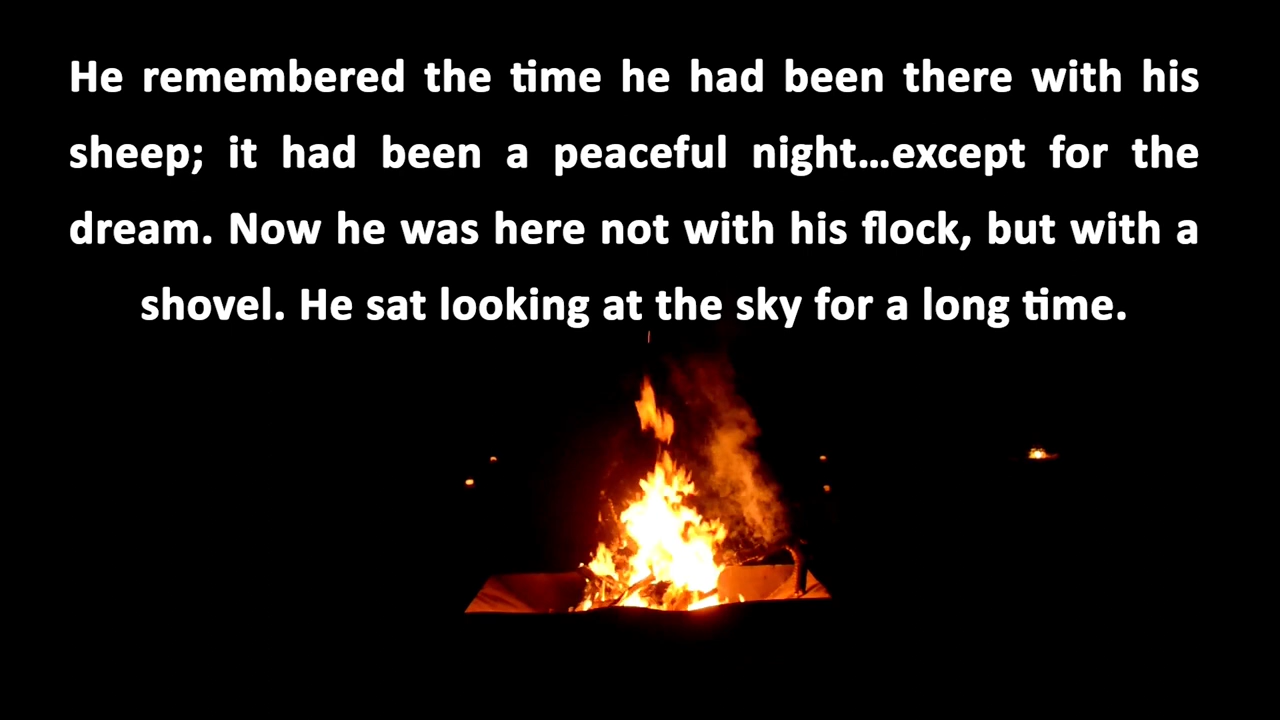 He remembered the time he had been there with his
sheep; it had been a peaceful night…except for the
dream. Now he was here not with his flock, but with a
shovel. He sat looking at the sky for a long time.